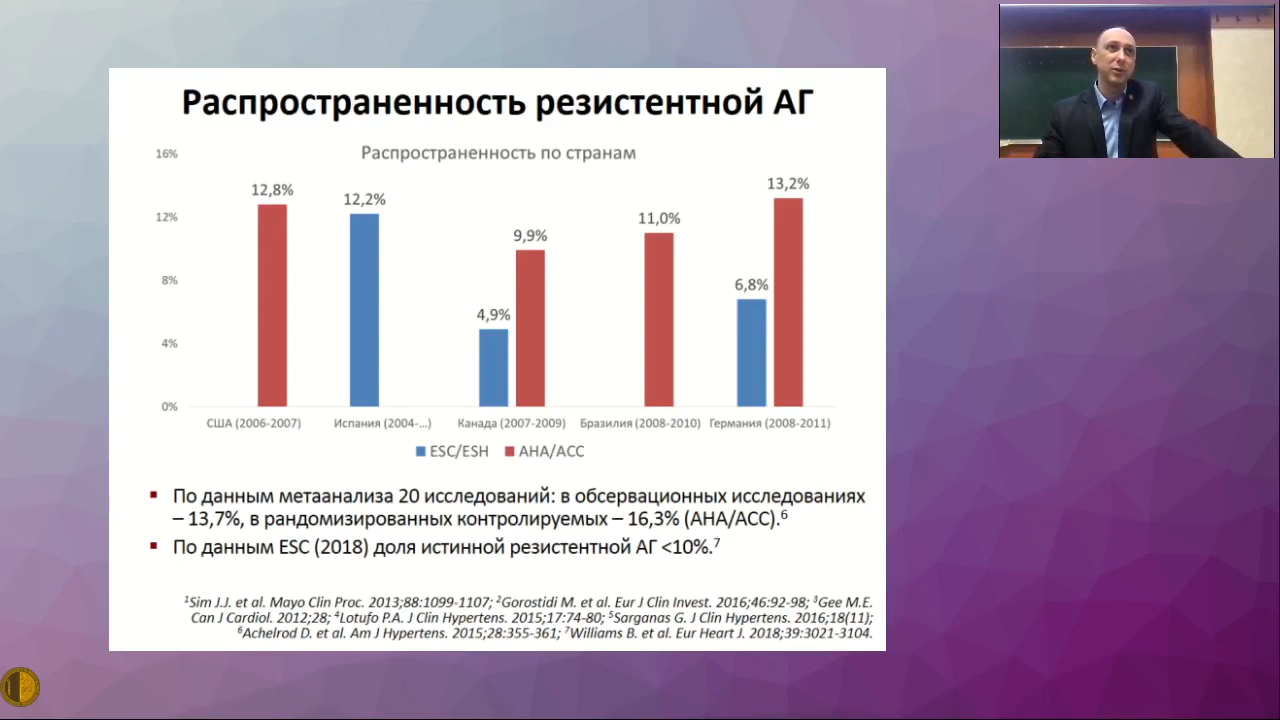 Распространенность резистентной АГ
Распространенность по странам
16%
12%
8%
4%
0%
12,8%
12,2%
4,9%
9,9%
11,0%
6,8%
13,2%
США (2006-2007)
Испания (2004-...)
Канада (2007-2009)
Бразилия (2008-2010)
Германия (2008-2011)
ESC/ESH
AHA/ACC
По данным метаанализа 20 исследований: в обсервационных исследованиях
– 13,7%, в рандомизированных контролируемых – 16,3% (AHA/ACC).⁶
По данным ESC (2018) доля истинной резистентной АГ <10%.⁷
¹Sim J.J. et al. Mayo Clin Proc. 2013;88:1099-1107; ²Gorostidi M. et al. Eur J Clin Invest. 2016;46:92-98; ³Gee M.E.
Can J Cardiol. 2012;28; ⁴Lotufo P.A. J Clin Hypertens. 2015;17:74-80; ⁵Sarganas G. J Clin Hypertens. 2016;18(11);
⁶Achelrod D. et al. Am J Hypertens. 2015;28:355-361; ⁷Williams B. et al. Eur Heart J. 2018;39:3021-3104.